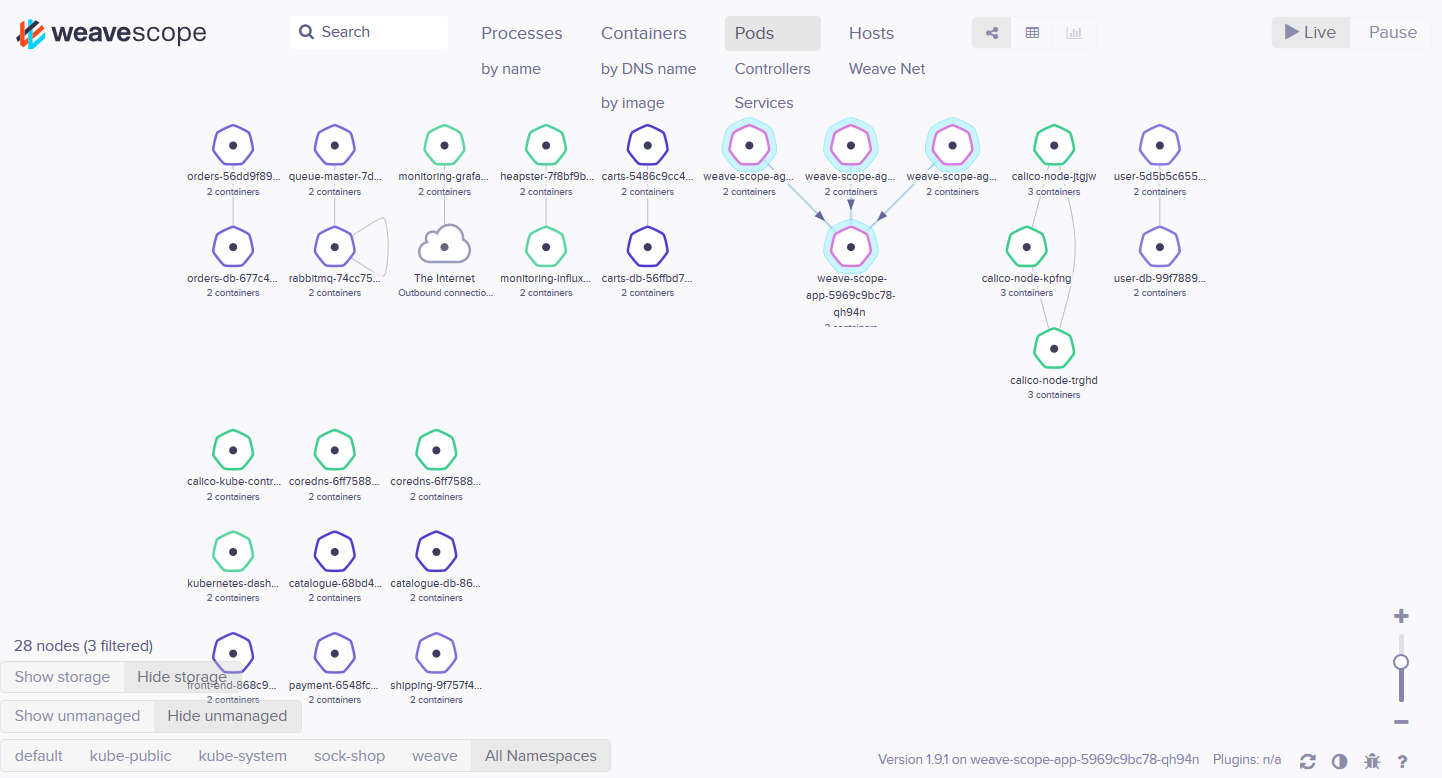 weavescope
Search
Processes
Containers
Pods
Hosts
Live
Pause
by name
by DNS name
Controllers
Weave Net
by image
Services
orders-56dd9f89...
queue-master-7d...
monitoring-grafa...
heapster-7f8bf9b...
carts-5486c9cc4...
weave-scope-ag...
weave-scope-ag...
weave-scope-ag...
calico-node-jtgjw
user-5d5b5c655...
2 containers
2 containers
2 containers
2 containers
2 containers
2 containers
2 containers
2 containers
3 containers
2 containers
orders-db-677c4...
rabbitmq-74cc75...
The Internet
monitoring-influx...
carts-db-56ffbd7...
weave-scope-
app-5969c9bc78-
qh94n
2 containers
calico-node-kpfng
user-db-99f7889...
2 containers
2 containers
Outbound connectio...
2 containers
2 containers
3 containers
2 containers
calico-node-trghd
3 containers
calico-kube-contr...
coredns-6ff7588...
coredns-6ff7588...
2 containers
2 containers
2 containers
kubernetes-dash...
catalogue-68bd4...
catalogue-db-86...
2 containers
2 containers
2 containers
28 nodes (3 filtered)
Show storage
Hide storage
front-end-868c9...
payment-6548fc...
shipping-9f757f4...
2 containers
2 containers
2 containers
Show unmanaged
Hide unmanaged
default
kube-public
kube-system
sock-shop
weave
All Namespaces
Version 1.9.1 on weave-scope-app-5969c9bc78-qh94n
Plugins: n/a
?